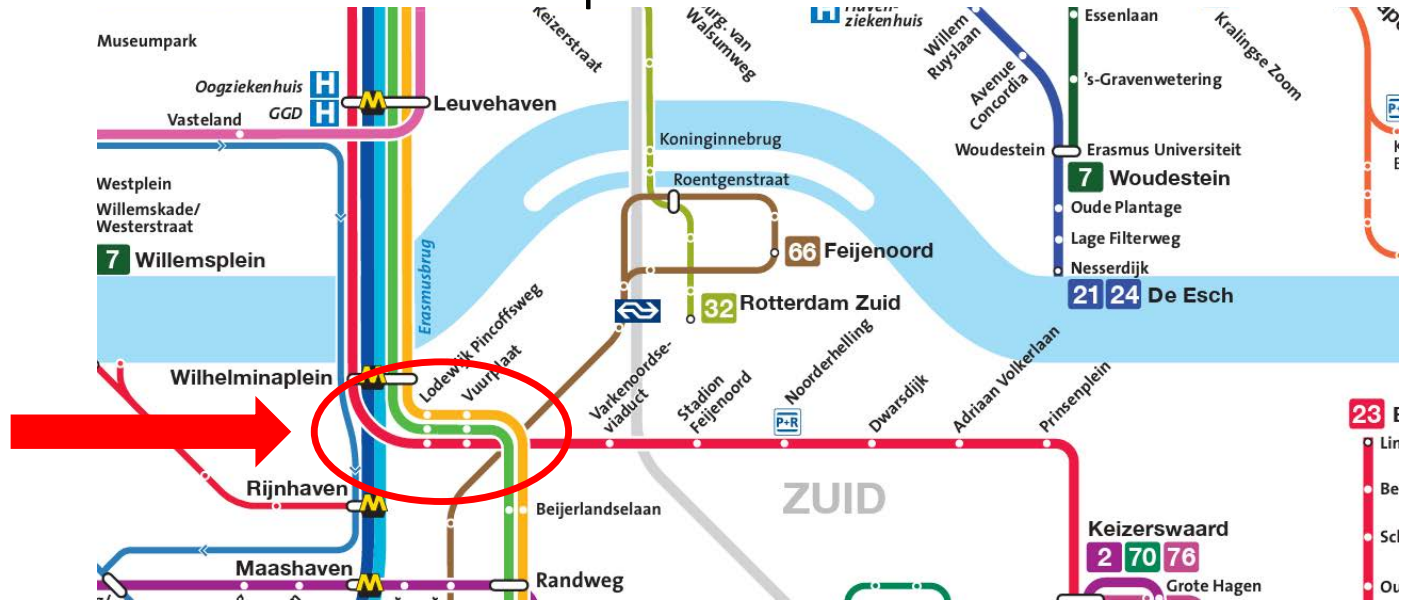 Keizerstraat
urg. van
Walsumweg
ziekenhuis
Willem
Ruyslaan
Essenlaan
Kralingse Zoom
Museumpark
Oogziekenhuis H
GGD H
Leuvehaven
Avenue
Concordia
's-Gravenwetering
P+
Vasteland
Koninginnebrug
Woudestein
Erasmus Universiteit
Westplein
Roentgenstraat
7 Woudestein
Willemskade/
Westerstraat
Oude Plantage
7 Willemsplein
Erasmusbrug
66 Feijenoord
Lage Filterweg
Nesserdijk
32 Rotterdam Zuid
21 24 De Esch
Wilhelminaplein
Lodewijk Pincoffsweg
Vuurplaat
Varkenoordse-
viaduct
Stadion
Feijenoord
Noorderhelling
P+R
Dwarsdijk
Adriaan Volkerlaan
Prinsenplein
23
Rijnhaven
ZUID
Beijerlandselaan
Keizerswaard
2 70 76
Maashaven
Randweg
Grote Hagen